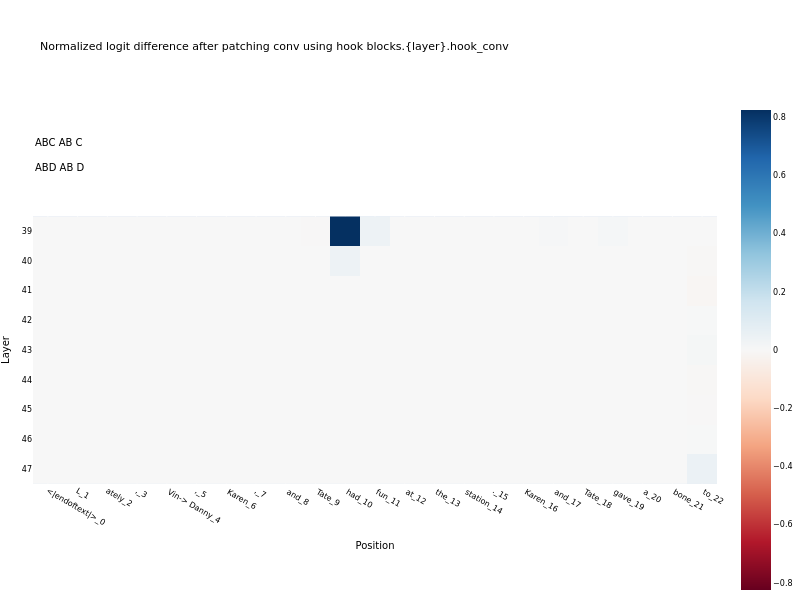 Normalized logit difference after patching conv using hook blocks.{layer}.hook_conv
ABC AB C
ABD AB D
0.8
0.6
0.4
0.2
0
−0.2
−0.4
−0.6
−0.8
39
40
41
42
43
44
45
46
47
Layer
<|endoftext|>_0
L_1
ately_2
,_3
Vin-> Danny_4
,_5
Karen_6
,_7
and_8
Tate_9
had_10
fun_11
at_12
the_13
station_14
._15
Karen_16
and_17
Tate_18
gave_19
a_20
bone_21
to_22
Position